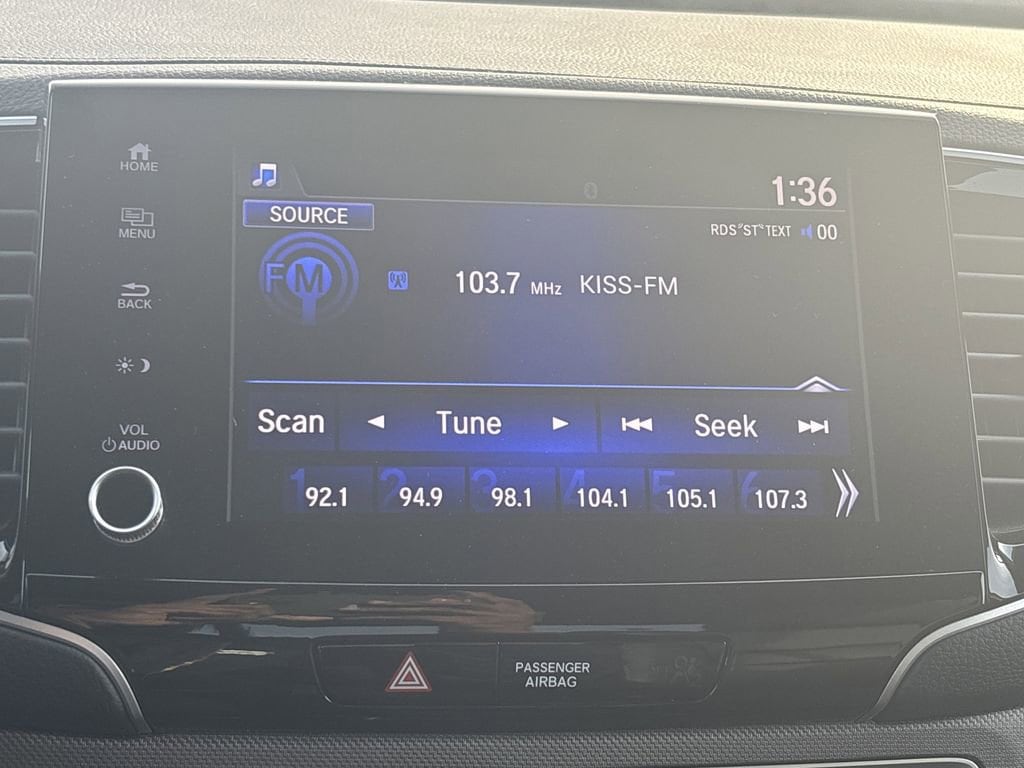 HOME
MENU
BACK
VOL
AUDIO
1:36
SOURCE
RDS ST TEXT 00
FM
103.7 MHz KISS-FM
Scan Tune Seek
1 92.1 2 94.9 3 98.1 4 104.1 5 105.1 6 107.3
PASSENGER
AIRBAG